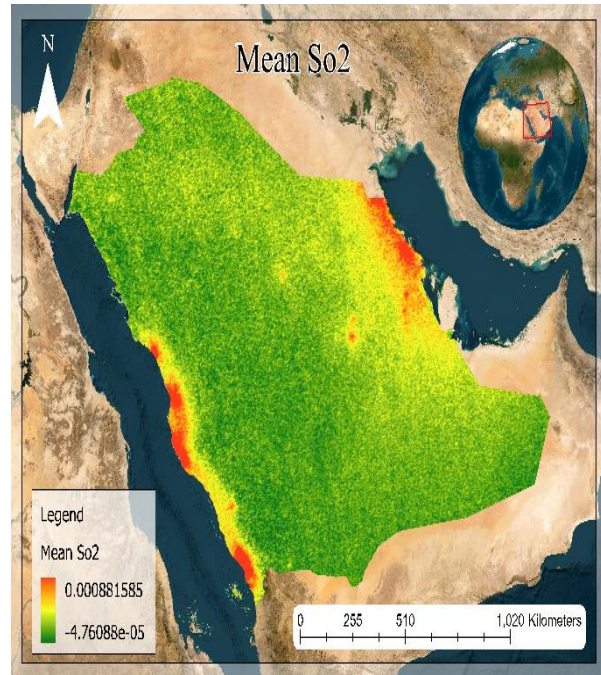 Mean So2
N
Legend
Mean So2
0.000881585
-4.76088e-05
0 255 510 1,020 Kilometers